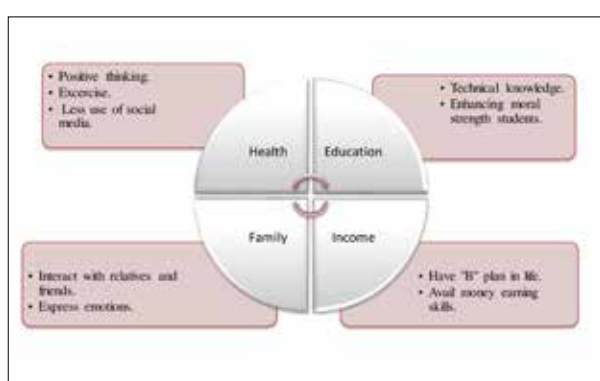 • Positive thinking.
• Excercise.
• Less use of social
media.
• Technical knowledge.
• Enhancing moral
strength students.
Health
Education
Family
Income
• Interact with relatives and
friends.
• Express emotions.
• Have "B" plan in life.
• Avail money earning
skills.